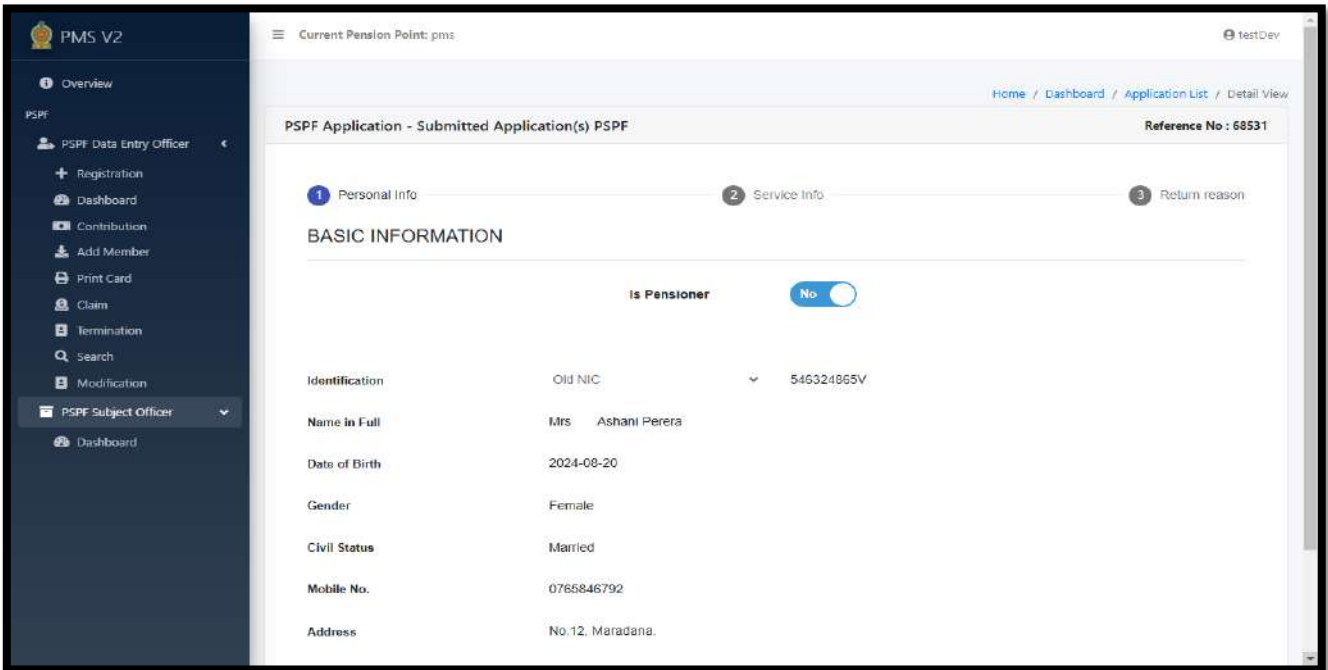 PMS V2
Current Pension Point: pms
testDev
Overview
PSPF
PSPF Data Entry Officer
Registration
Dashboard
Contribution
Add Member
Print Card
Claim
Termination
Search
Modification
PSPF Subject Officer
Dashboard
Home / Dashboard / Application List / Detail View
PSPF Application - Submitted Application(s) PSPF
Reference No : 68531
1 Personal Info
2 Service Info
3 Return reason
BASIC INFORMATION
Is Pensioner No
Identification Old NIC 546324865V
Name in Full Mrs Ashani Perera
Date of Birth 2024-08-20
Gender Female
Civil Status Married
Mobile No. 0765846792
Address No.12, Maradana.